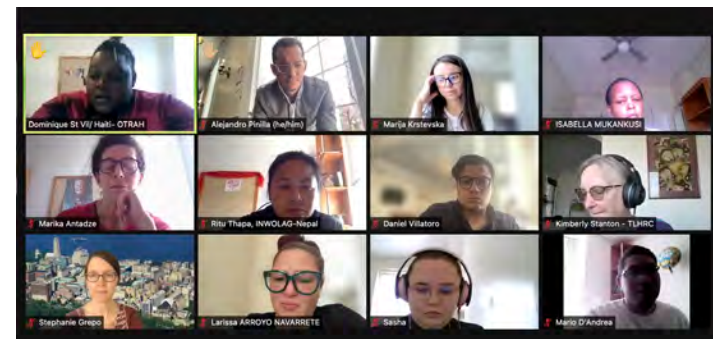 Dominique St Vil/ Haiti- OTRAH
Alejandro Pinilla (he/him)
Marija Krstevska
ISABELLA MUKANKUSI
Marika Antadze
Ritu Thapa, INWOLAG-Nepal
Daniel Villatoro
Kimberly Stanton - TLHRC
Stephanie Grepo
Larissa ARROYO NAVARRETE
Sasha
Mario D'Andrea